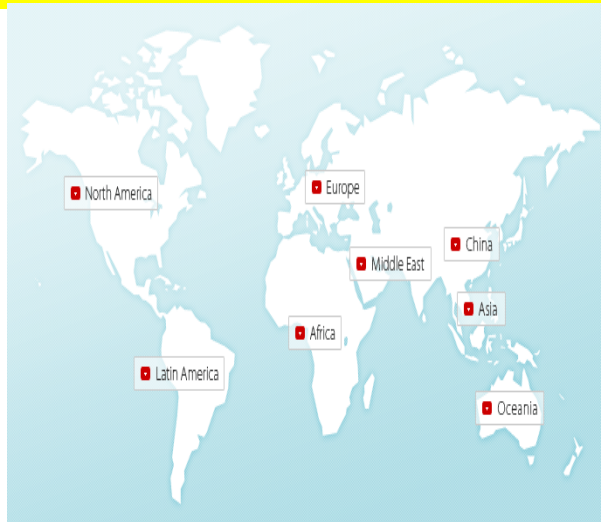 Europe
North America
China
Middle East
Asia
Africa
Latin America
Oceania